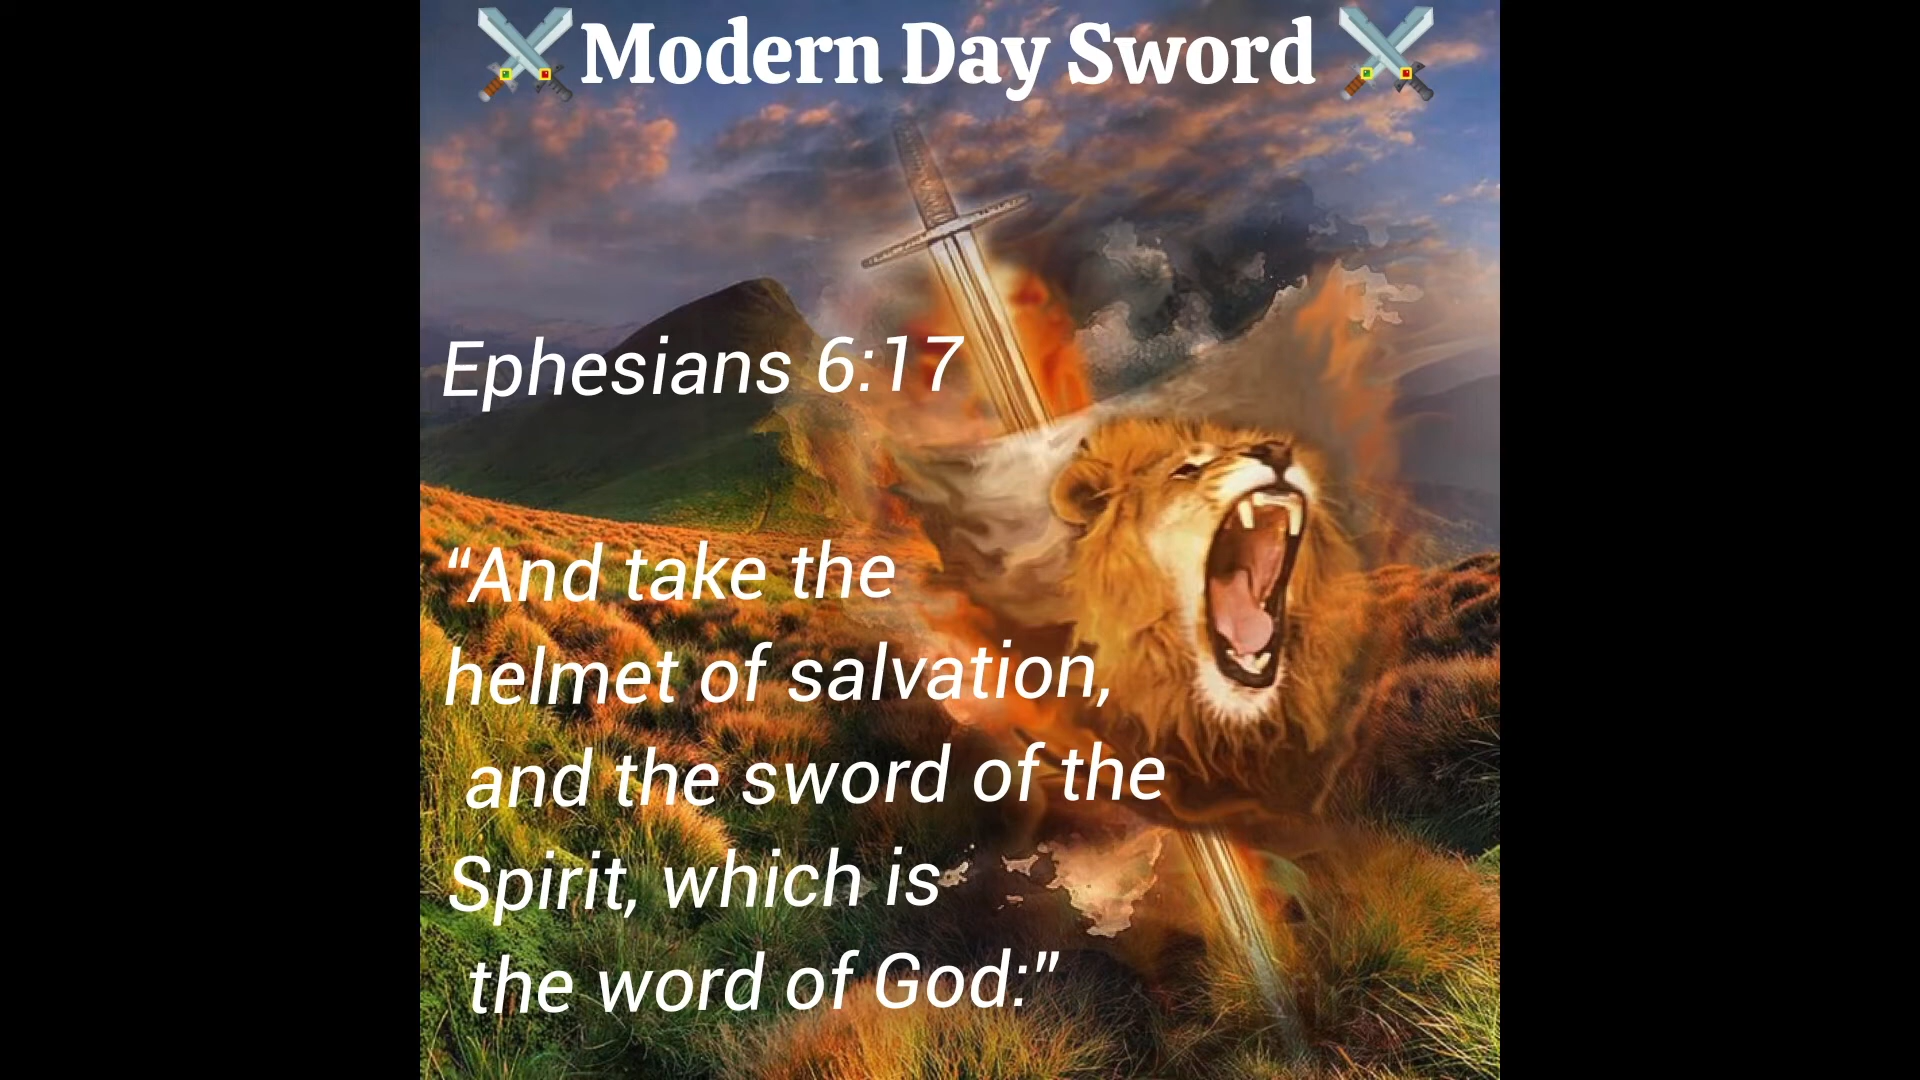 ⚔️Modern Day Sword ⚔️
Ephesians 6:17
“And take the
helmet of salvation,
and the sword of the
Spirit, which is
the word of God:”